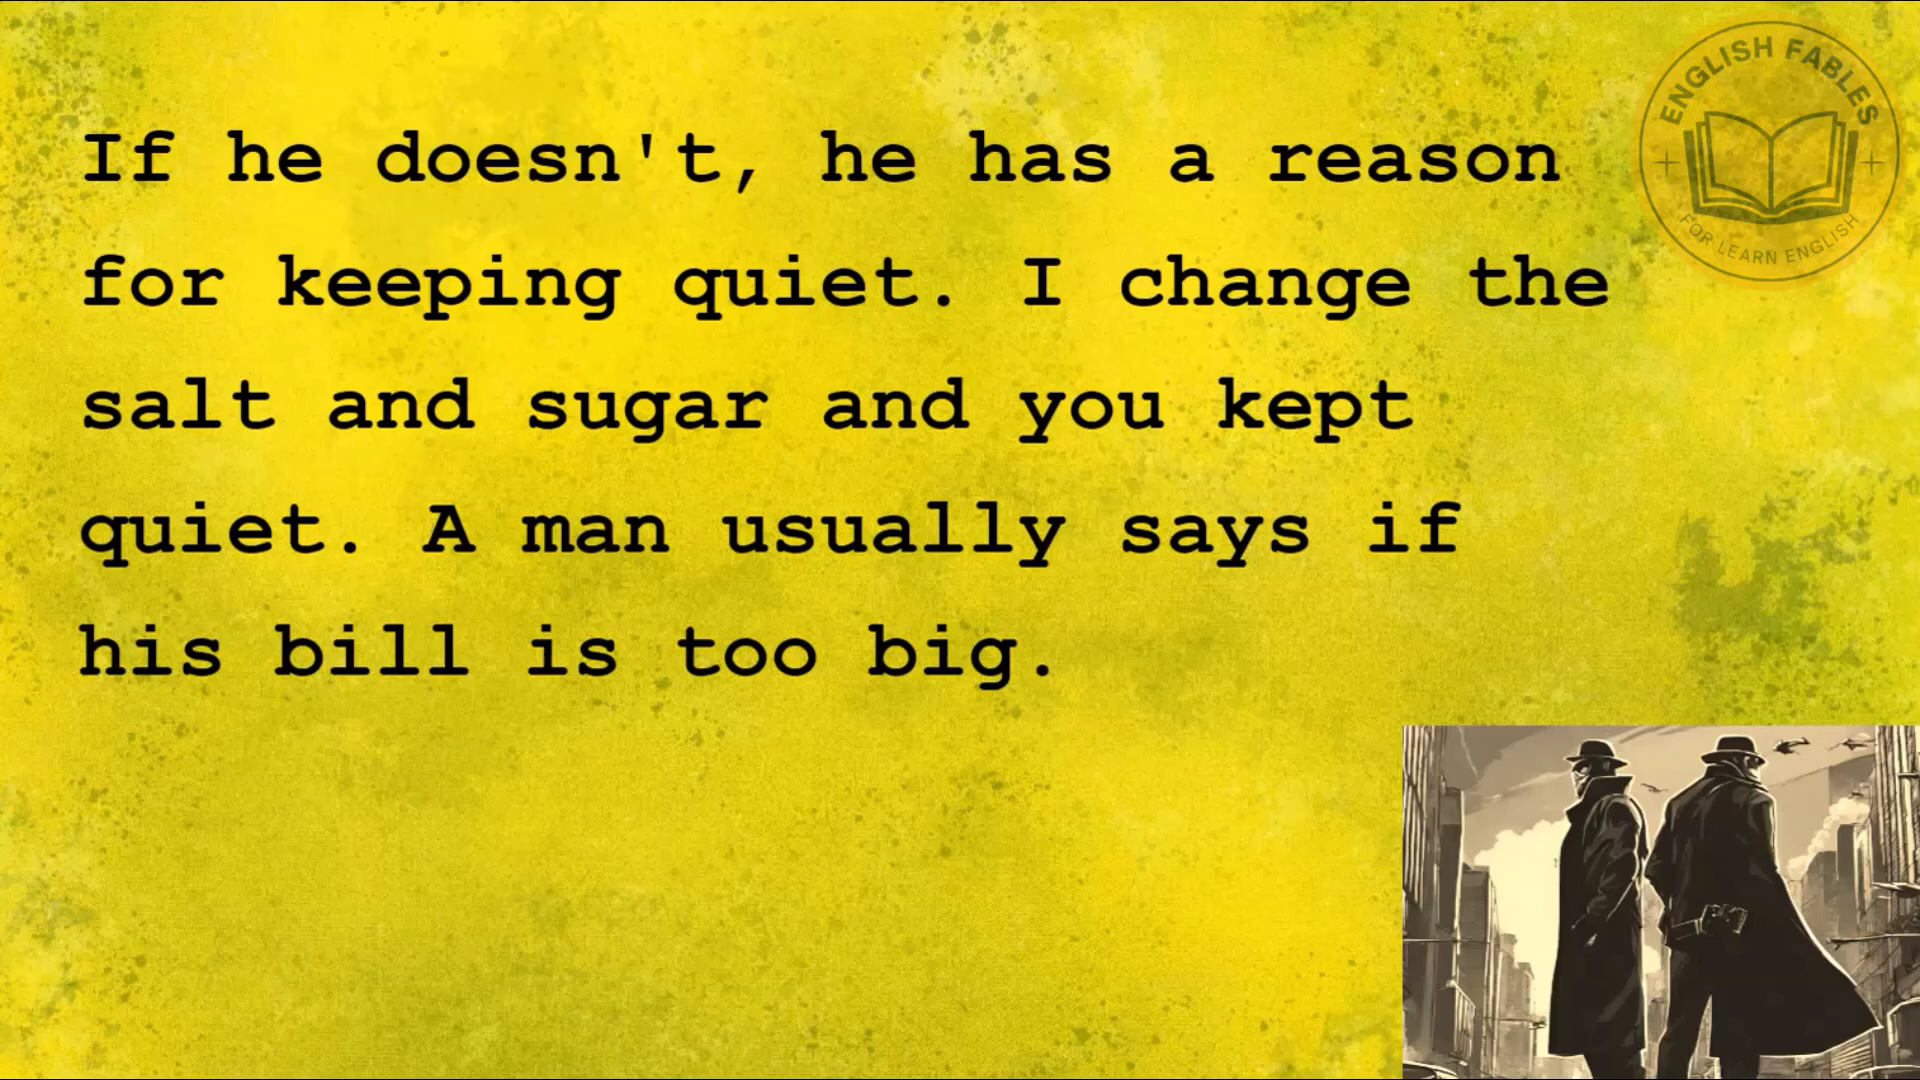 If he doesn't, he has a reason
for keeping quiet. I change the
salt and sugar and you kept
quiet. A man usually says if
his bill is too big.
ENGLISH FABLES
FOR LEARN ENGLISH